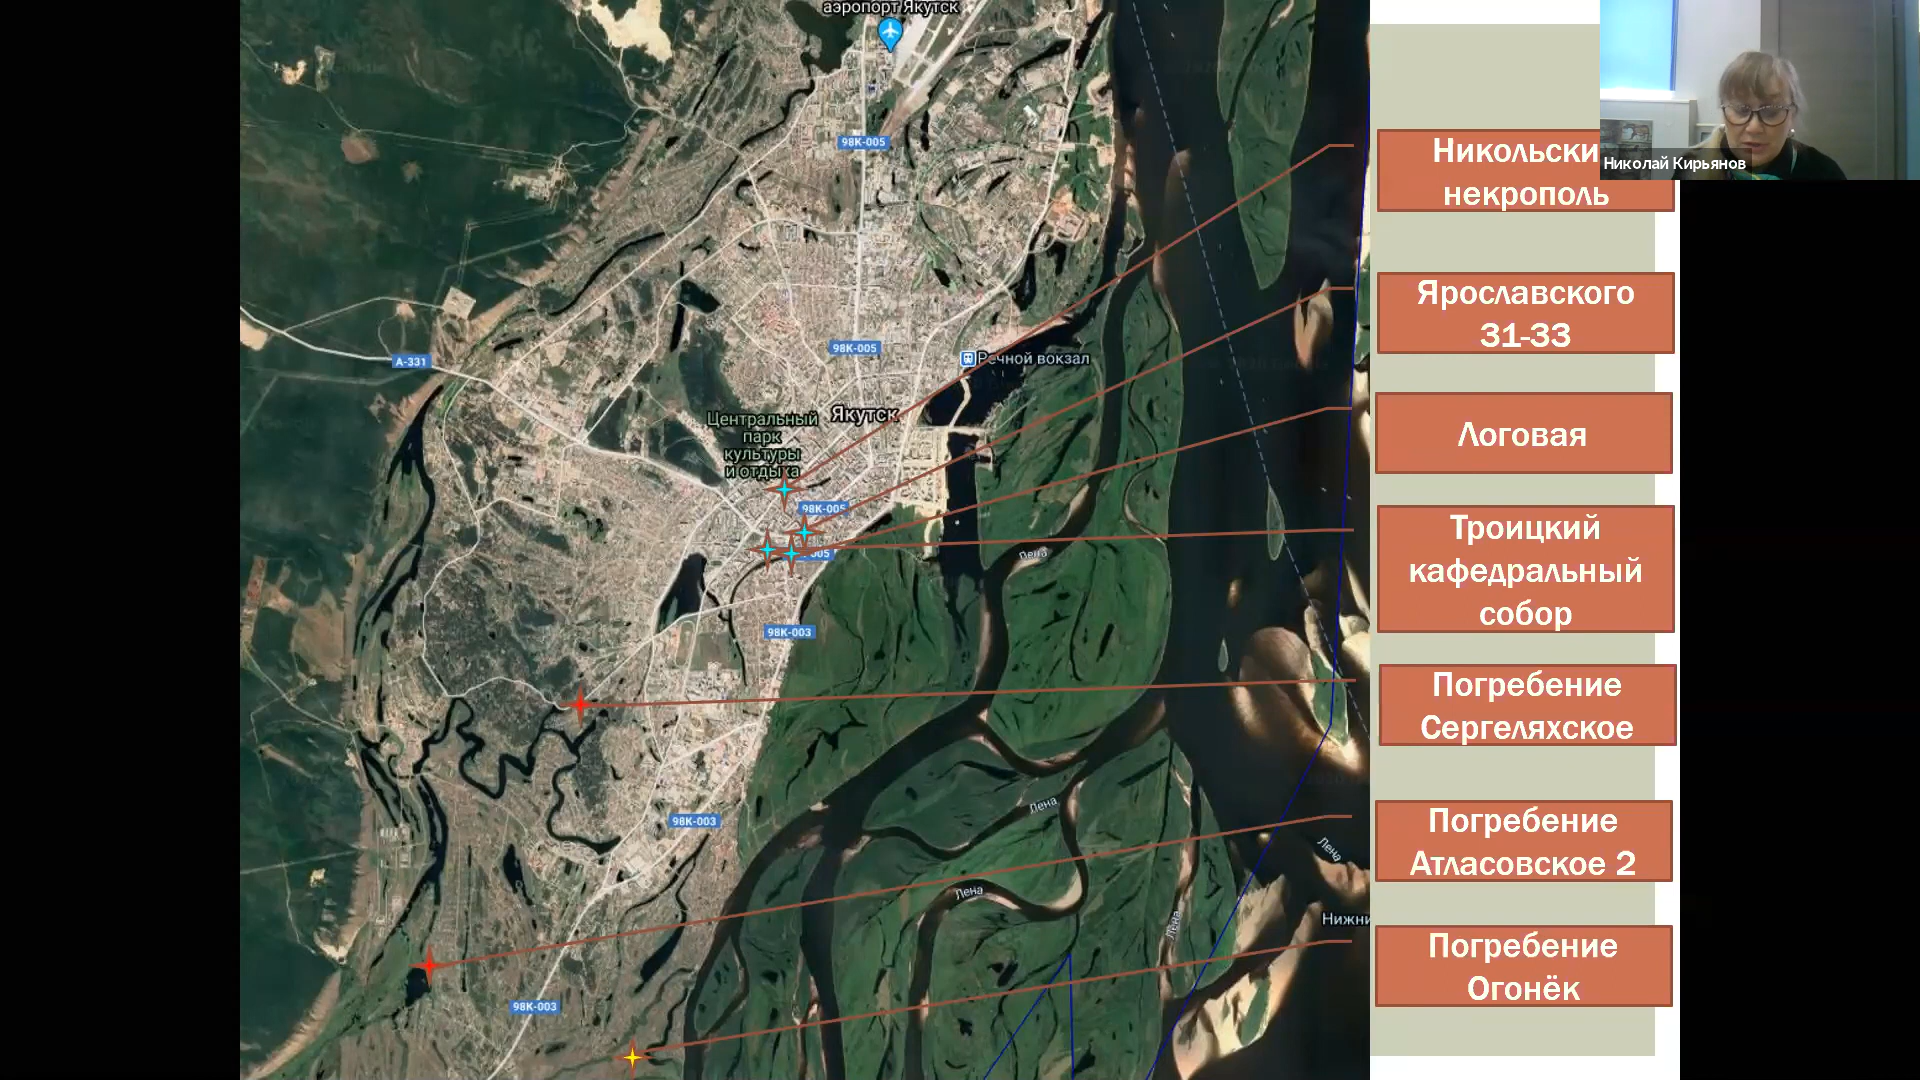 аэропорт Якутск
98К-005
А-331
98К-005
Речной вокзал
Якутск
Центральный
парк
культуры
и отдыха
98К-005
005
Лена
98К-003
98К-003
Лена
Лена
Лена
Лена
Нижни
98К-003
Никольски
некрополь
Ярославского
31-33
Логовая
Троицкий
кафедральный
собор
Погребение
Сергеляхское
Погребение
Атласовское 2
Погребение
Огонёк
Николай Кирьянов